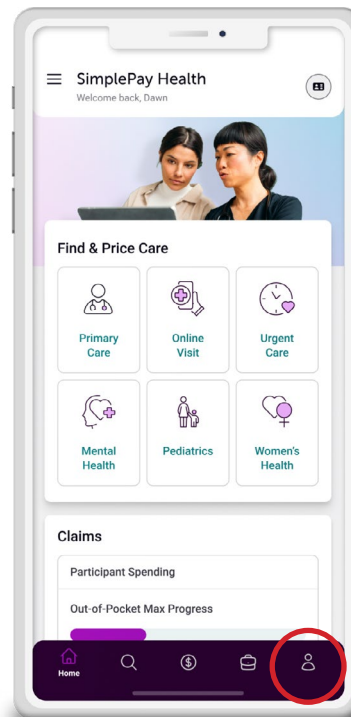 SimplePay Health
Welcome back, Dawn
Find & Price Care
Primary
Care
Online
Visit
Urgent
Care
Mental
Health
Pediatrics
Women's
Health
Claims
Participant Spending
Out-of-Pocket Max Progress
Home